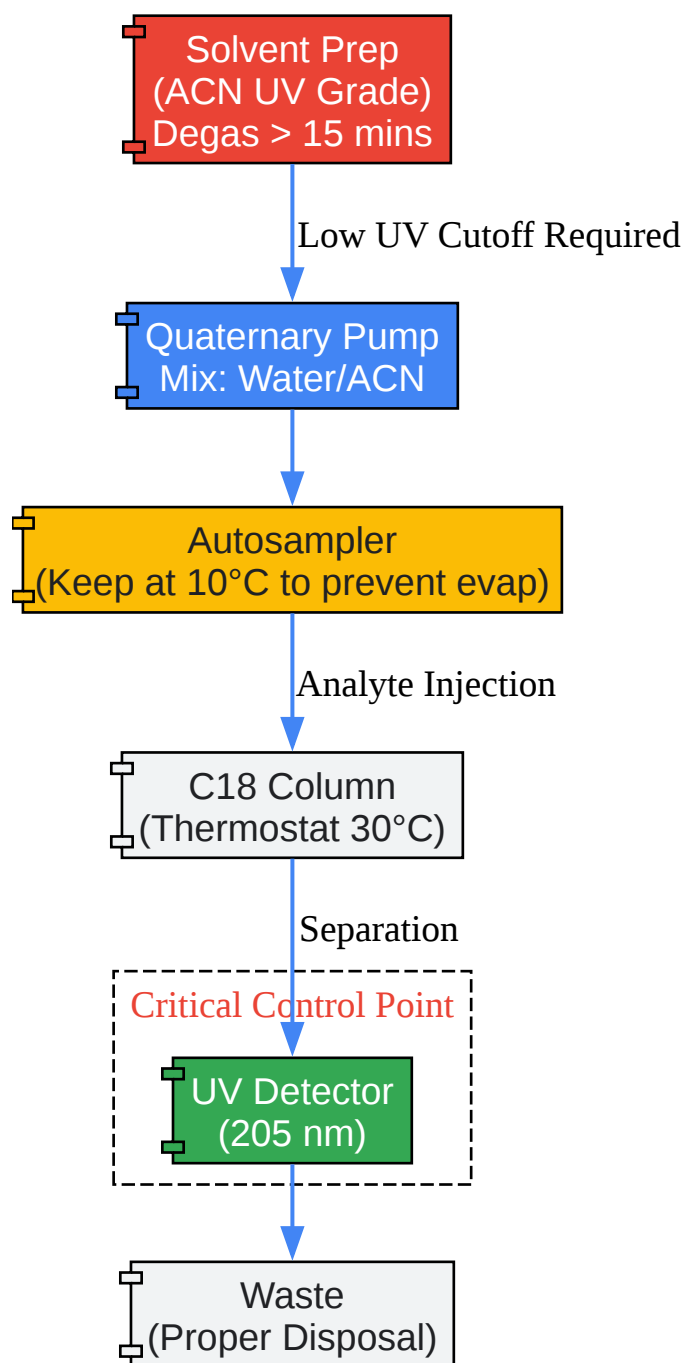 Solvent Prep
(ACN UV Grade)
Degas > 15 mins
Low UV Cutoff Required
Quaternary Pump
Mix: Water/ACN
Autosampler
(Keep at 10°C to prevent evap)
Analyte Injection
C18 Column
(Thermostat 30°C)
Separation
Critical Control Point
UV Detector
(205 nm)
Waste
(Proper Disposal)